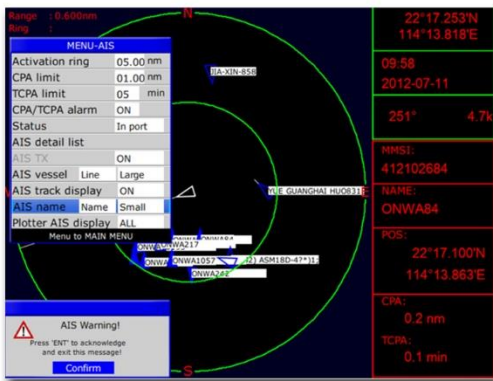 Range : 0.600nm
Ring :
N
MENU-AIS
Activation ring 05.00 nm
CPA limit 01.00 nm
TCPA limit 05 min
CPA/TCPA alarm ON
Status In port
AIS detail list
AIS TX ON
AIS vessel Line Large
AIS track display ON
AIS name Name Small
Plotter AIS display ALL
Menu to MAIN MENU
JIA-XIN-858
YUE GUANGHAI HUO8313
E
ONWA84
ONWA217
ONWA1057
ONWA242
S
AIS Warning!
Press 'ENT' to acknowledge
and exit this message!
Confirm
22°17.253'N
114°13.818'E
09:58
2012-07-11
251° 4.7k
MMSI:
412102684
NAME:
ONWA84
POS:
22°17.100'N
114°13.863'E
CPA:
0.2 nm
TCPA:
0.1 min